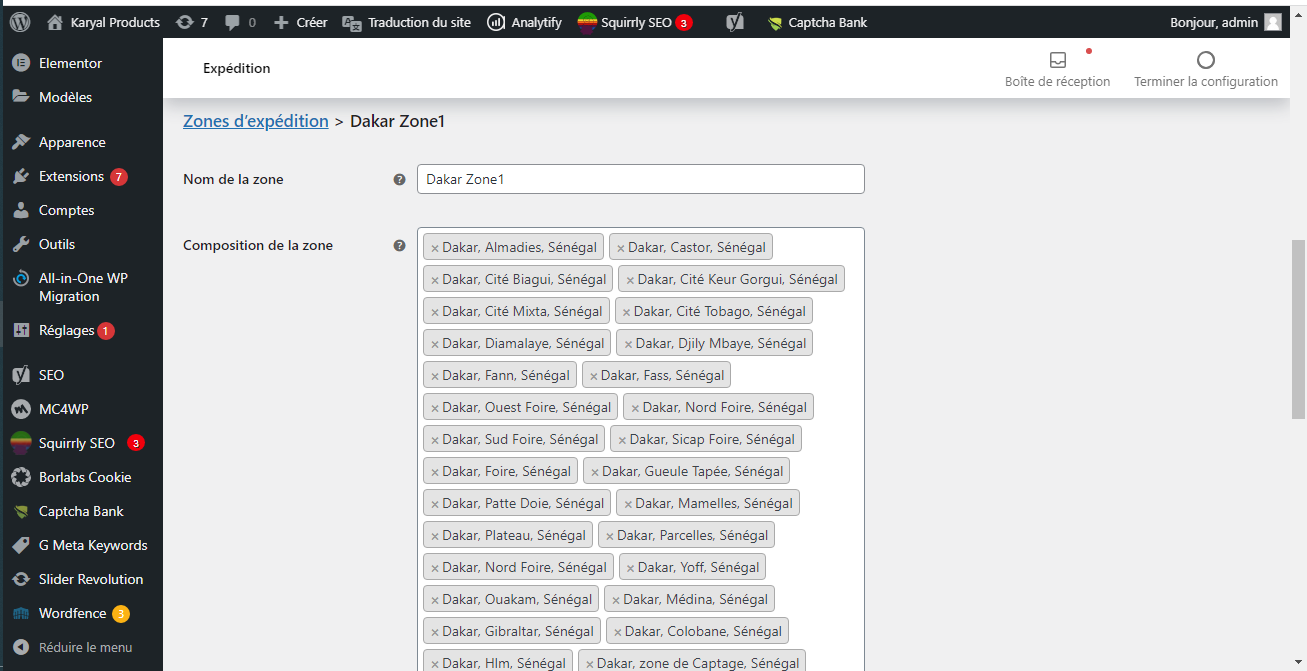 Karyal Products 7 0 Créer Traduction du site Analytify Squirrly SEO 3 Captcha Bank Bonjour, admin
Elementor
Modèles
Apparence
Extensions 7
Comptes
Outils
All-in-One WP
Migration
Réglages 1
SEO
MC4WP
Squirrly SEO 3
Borlabs Cookie
Captcha Bank
G Meta Keywords
Slider Revolution
Wordfence 3
Réduire le menu
Expédition
Boîte de réception Terminer la configuration
Zones d’expédition > Dakar Zone1
Nom de la zone ? Dakar Zone1
Composition de la zone ?
× Dakar, Almadies, Sénégal × Dakar, Castor, Sénégal
× Dakar, Cité Biagui, Sénégal × Dakar, Cité Keur Gorgui, Sénégal
× Dakar, Cité Mixta, Sénégal × Dakar, Cité Tobago, Sénégal
× Dakar, Diamalaye, Sénégal × Dakar, Djily Mbaye, Sénégal
× Dakar, Fann, Sénégal × Dakar, Fass, Sénégal
× Dakar, Ouest Foire, Sénégal × Dakar, Nord Foire, Sénégal
× Dakar, Sud Foire, Sénégal × Dakar, Sicap Foire, Sénégal
× Dakar, Foire, Sénégal × Dakar, Gueule Tapée, Sénégal
× Dakar, Patte Doie, Sénégal × Dakar, Mamelles, Sénégal
× Dakar, Plateau, Sénégal × Dakar, Parcelles, Sénégal
× Dakar, Nord Foire, Sénégal × Dakar, Yoff, Sénégal
× Dakar, Ouakam, Sénégal × Dakar, Médina, Sénégal
× Dakar, Gibraltar, Sénégal × Dakar, Colobane, Sénégal
× Dakar, Hlm, Sénégal × Dakar, zone de Captage, Sénégal